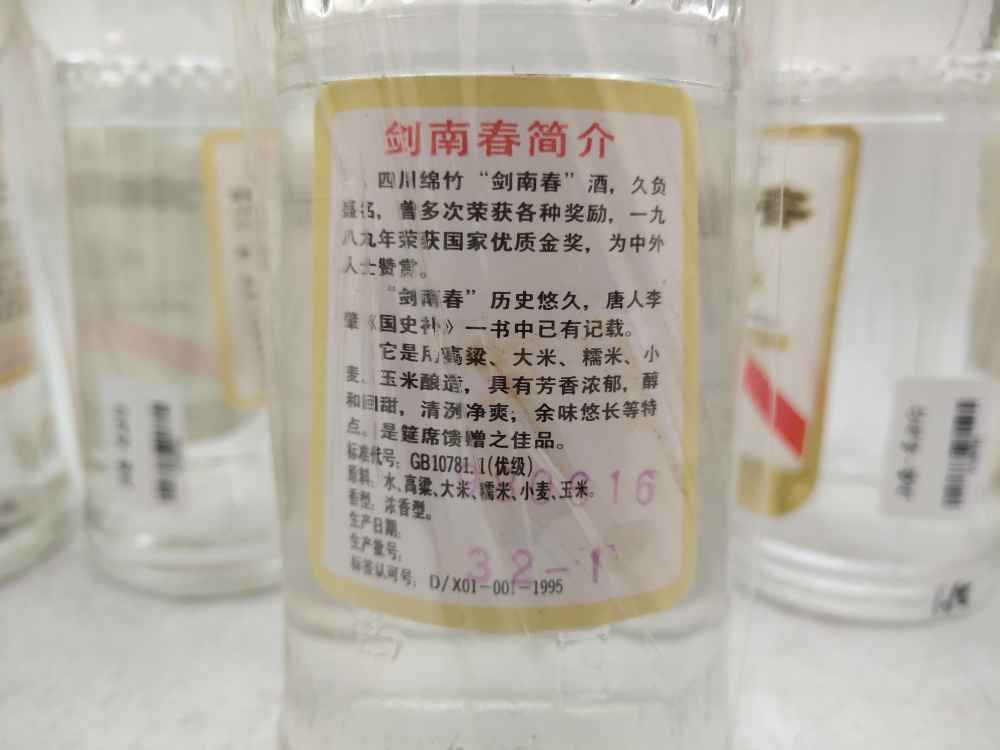 剑南春简介
四川绵竹“剑南春”酒，久负
盛名，曾多次荣获各种奖励，一九
八九年荣获国家优质金奖，为中外
人士赞赏。
“剑南春”历史悠久，唐人李
肇《国史补》一书中已有记载。
它是用高粱、大米、糯米、小
麦、玉米酿造，具有芳香浓郁，醇
和回甜，清洌净爽；余味悠长等特
点。是筵席馈赠之佳品。
标准代号：GB10781.1(优级)
原料：水、高粱、大米、糯米、小麦、玉米。
香型：浓香型。
生产日期：
生产批号：32-1
标签认可号：D/X01-001-1995